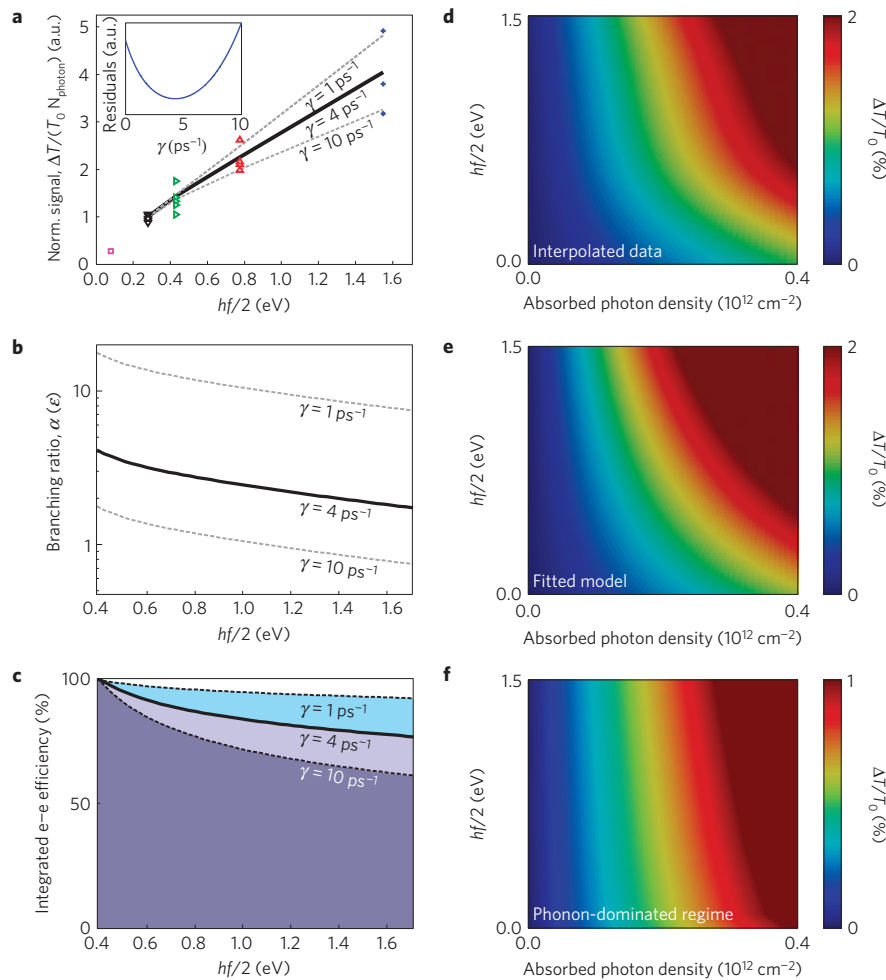 a
Norm. signal, ΔT/(T₀ N_photon) (a.u.)
5
4
3
2
1
0
0.0 0.2 0.4 0.6 0.8 1.0 1.2 1.4 1.6
hf/2 (eV)
Residuals (a.u.)
0 5 10
γ (ps⁻¹)
γ = 1 ps⁻¹
γ = 4 ps⁻¹
γ = 10 ps⁻¹
b
Branching ratio, α (ε)
10
1
γ = 1 ps⁻¹
γ = 4 ps⁻¹
γ = 10 ps⁻¹
0.4 0.6 0.8 1.0 1.2 1.4 1.6
hf/2 (eV)
c
Integrated e–e efficiency (%)
100
50
0
γ = 1 ps⁻¹
γ = 4 ps⁻¹
γ = 10 ps⁻¹
0.4 0.6 0.8 1.0 1.2 1.4 1.6
hf/2 (eV)
d
1.5
hf/2 (eV)
0.0
Interpolated data
0.0 0.4
Absorbed photon density (10¹² cm⁻²)
2
ΔT/T₀ (%)
0
e
1.5
hf/2 (eV)
0.0
Fitted model
0.0 0.4
Absorbed photon density (10¹² cm⁻²)
2
ΔT/T₀ (%)
0
f
1.5
hf/2 (eV)
0.0
Phonon-dominated regime
0.0 0.4
Absorbed photon density (10¹² cm⁻²)
1
ΔT/T₀ (%)
0